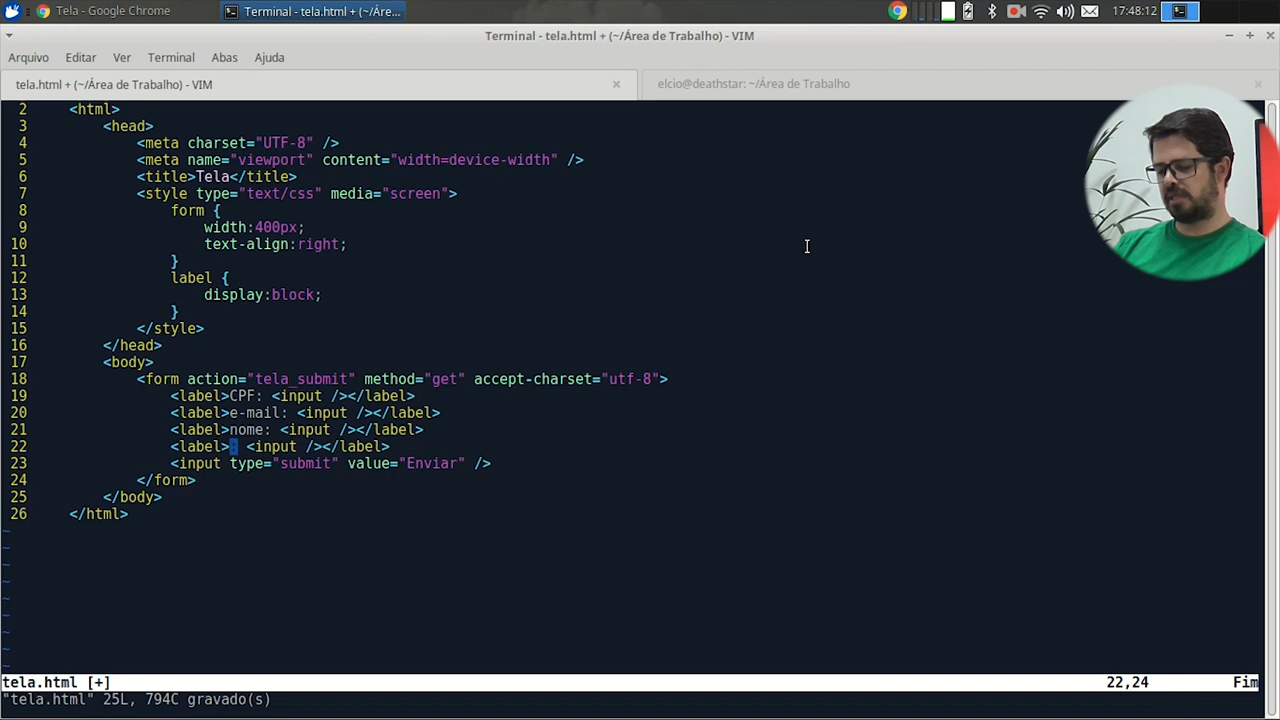 Tela - Google Chrome
Terminal - tela.html + (~/Áre...
17:48:12
Terminal - tela.html + (~/Área de Trabalho) - VIM
Arquivo Editar Ver Terminal Abas Ajuda
tela.html + (~/Área de Trabalho) - VIM
elcio@deathstar: ~/Área de Trabalho
2 <html>
3 <head>
4 <meta charset="UTF-8" />
5 <meta name="viewport" content="width=device-width" />
6 <title>Tela</title>
7 <style type="text/css" media="screen">
8 form {
9 width:400px;
10 text-align:right;
11 }
12 label {
13 display:block;
14 }
15 </style>
16 </head>
17 <body>
18 <form action="tela_submit" method="get" accept-charset="utf-8">
19 <label>CPF: <input /></label>
20 <label>e-mail: <input /></label>
21 <label>nome: <input /></label>
22 <label>: <input /></label>
23 <input type="submit" value="Enviar" />
24 </form>
25 </body>
26 </html>
~
~
~
~
~
~
~
~
~
tela.html [+] 22,24 Fim
"tela.html" 25L, 794C gravado(s)